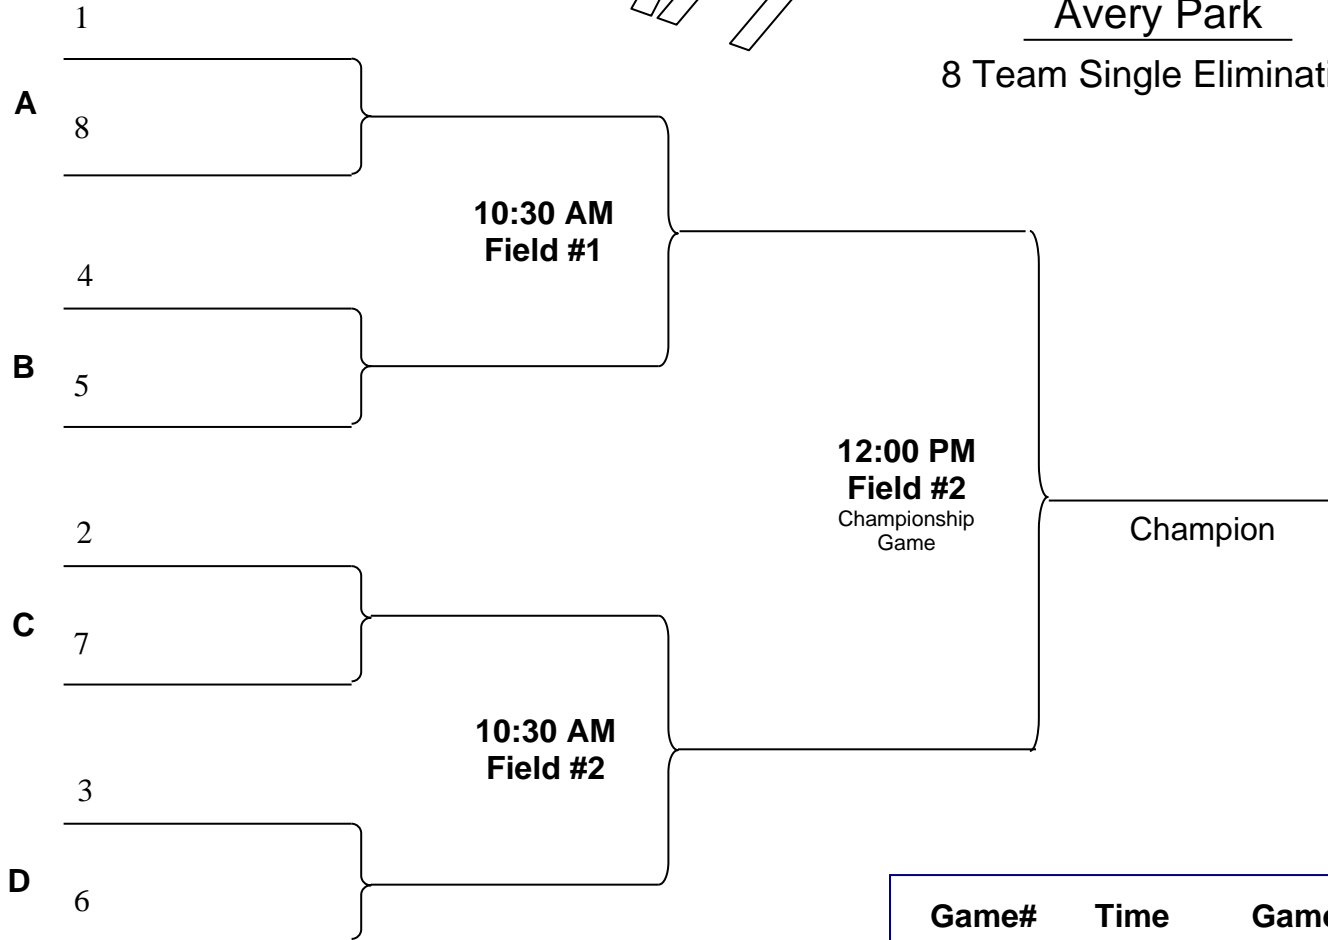 1
Avery Park
8 Team Single Eliminati
A
8
10:30 AM
Field #1
4
B
5
12:00 PM
Field #2
Championship
Game
Champion
2
C
7
10:30 AM
Field #2
3
D
6
Game# Time Game